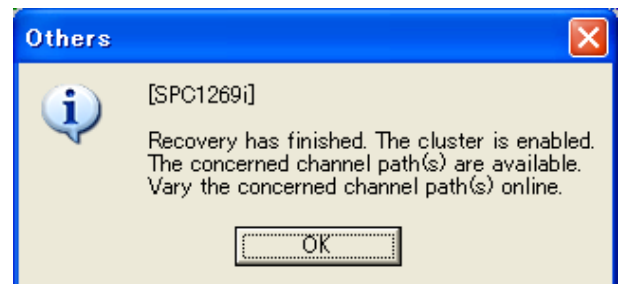 Others
[SPC1269i]
Recovery has finished. The cluster is enabled.
The concerned channel path(s) are available.
Vary the concerned channel path(s) online.
OK